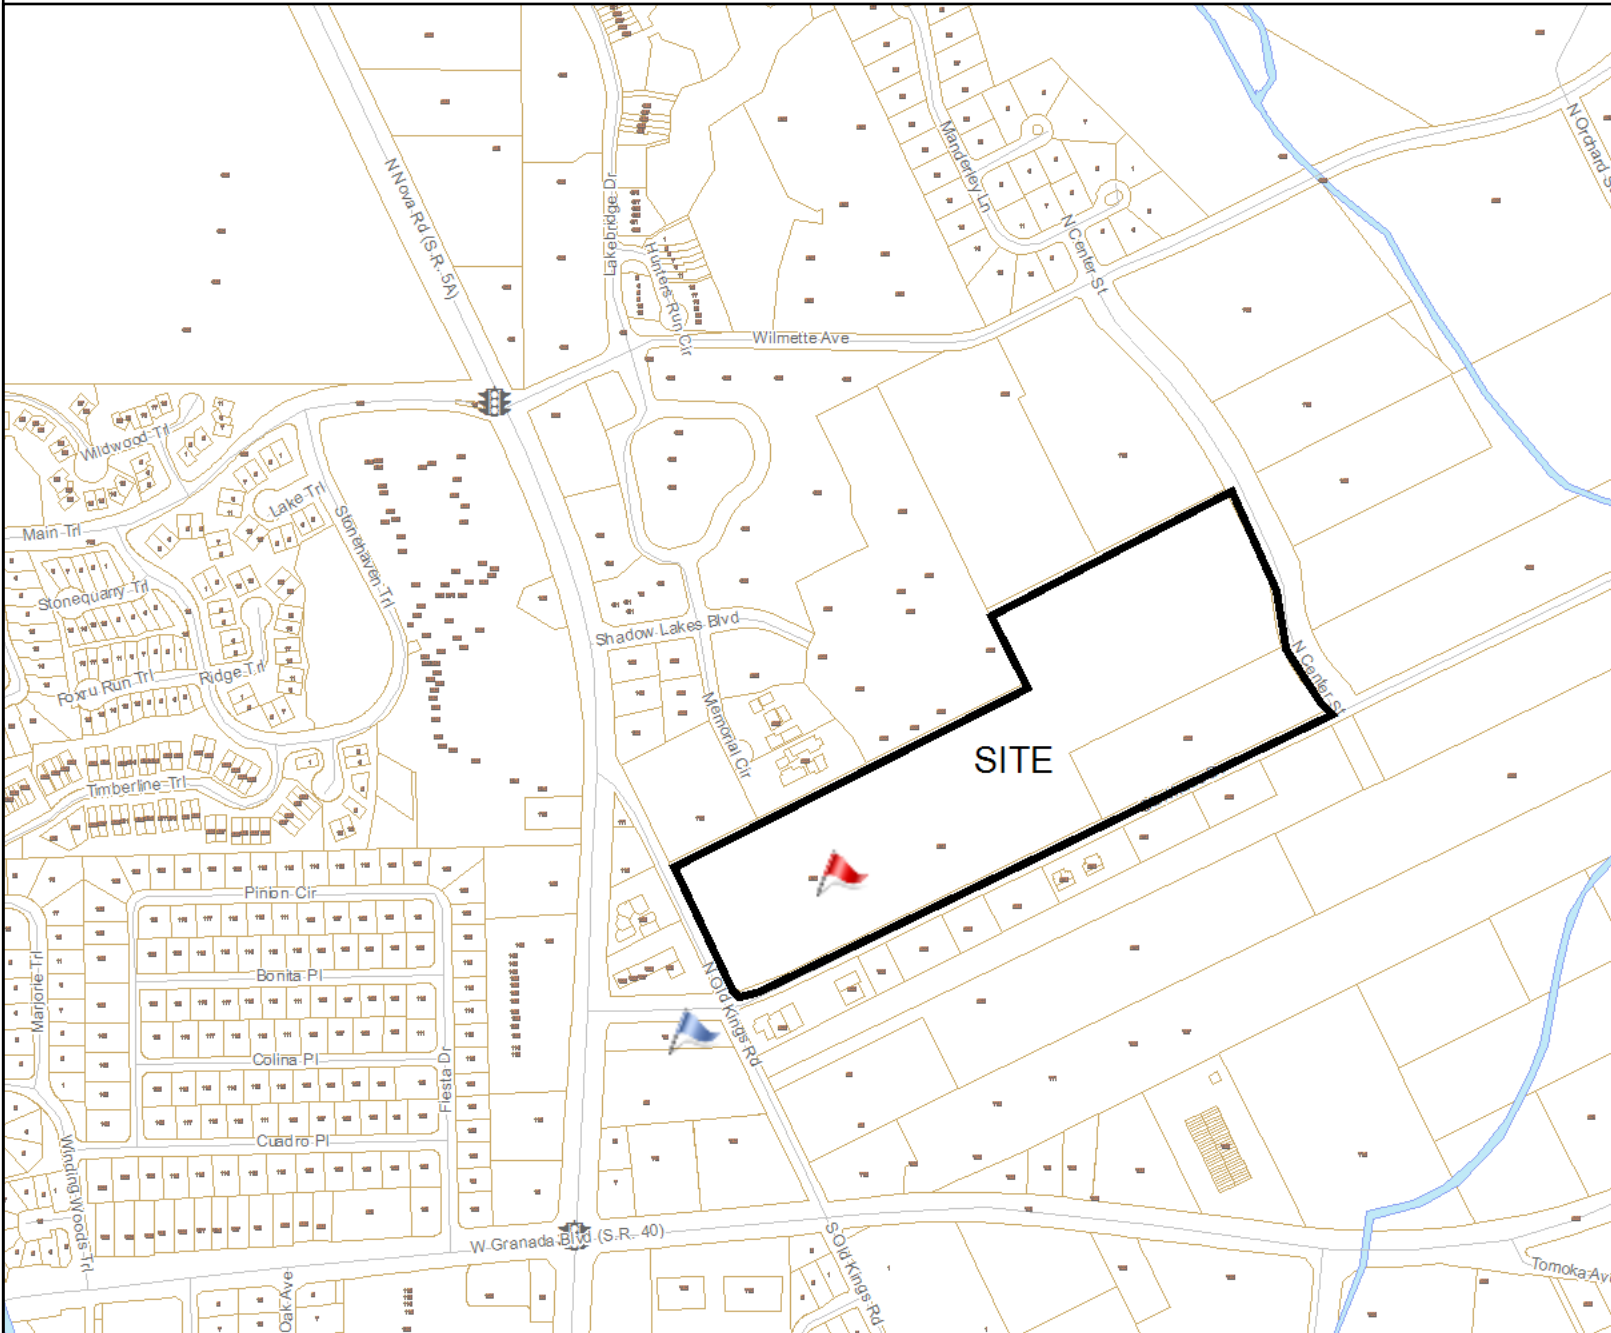 N Nova Rd (S.R. 5A)
Lakebridge Dr
Hunters Run Cir
Manderley Ln
N Center St
N Orchard S
Wilmette Ave
Wildwood Trl
Lake Trl
Main Trl
Stonehaven Trl
Stonequarry Trl
Foxru Run Trl
Ridge Trl
Shadow Lakes Blvd
Memorial Cir
N Center St
SITE
Timberline Trl
Pinion Cir
Marjorie Trl
Bonita Pl
N Old Kings Rd
Colina Pl
Fiesta Dr
Cuadro Pl
Winding Woods Trl
W Granada Blvd (S.R. 40)
S Old Kings Rd
Tomoka Av
Oak Ave